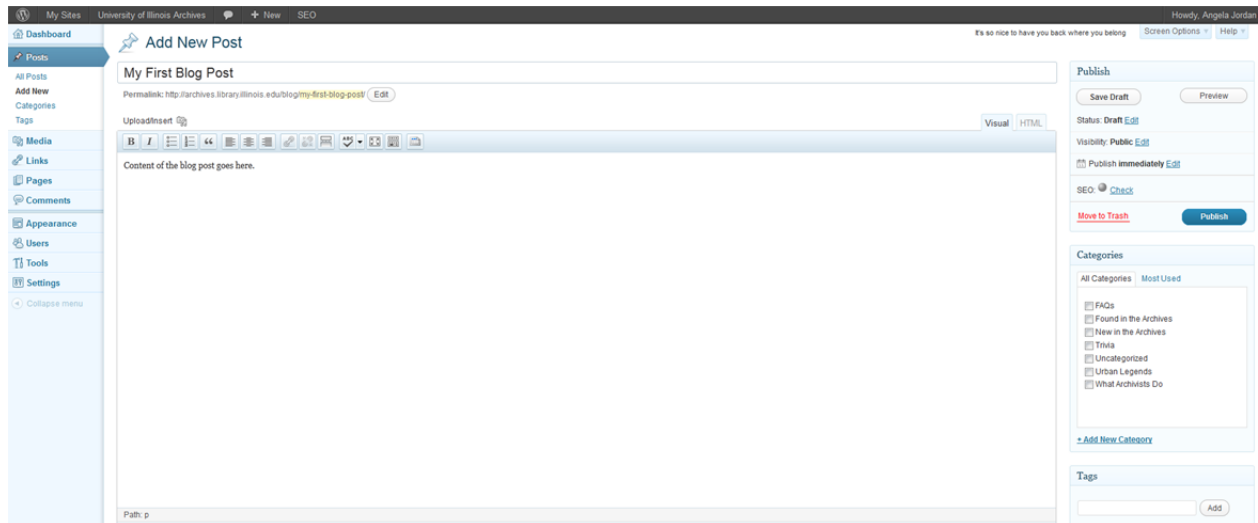 My Sites University of Illinois Archives + New SEO Howdy, Angela Jordan
Dashboard
Posts
All Posts
Add New
Categories
Tags
Media
Links
Pages
Comments
Appearance
Users
Tools
Settings
Collapse menu
It's so nice to have you back where you belong Screen Options Help
Add New Post
My First Blog Post
Permalink: http://archives.library.illinois.edu/blog/my-first-blog-post/ Edit
Upload/Insert Visual HTML
B I ABC
Content of the blog post goes here.
Path: p
Publish
Save Draft Preview
Status: Draft Edit
Visibility: Public Edit
Publish immediately Edit
SEO: Check
Move to Trash Publish
Categories
All Categories Most Used
FAQs
Found in the Archives
New in the Archives
Trivia
Uncategorized
Urban Legends
What Archivists Do
+ Add New Category
Tags
Add